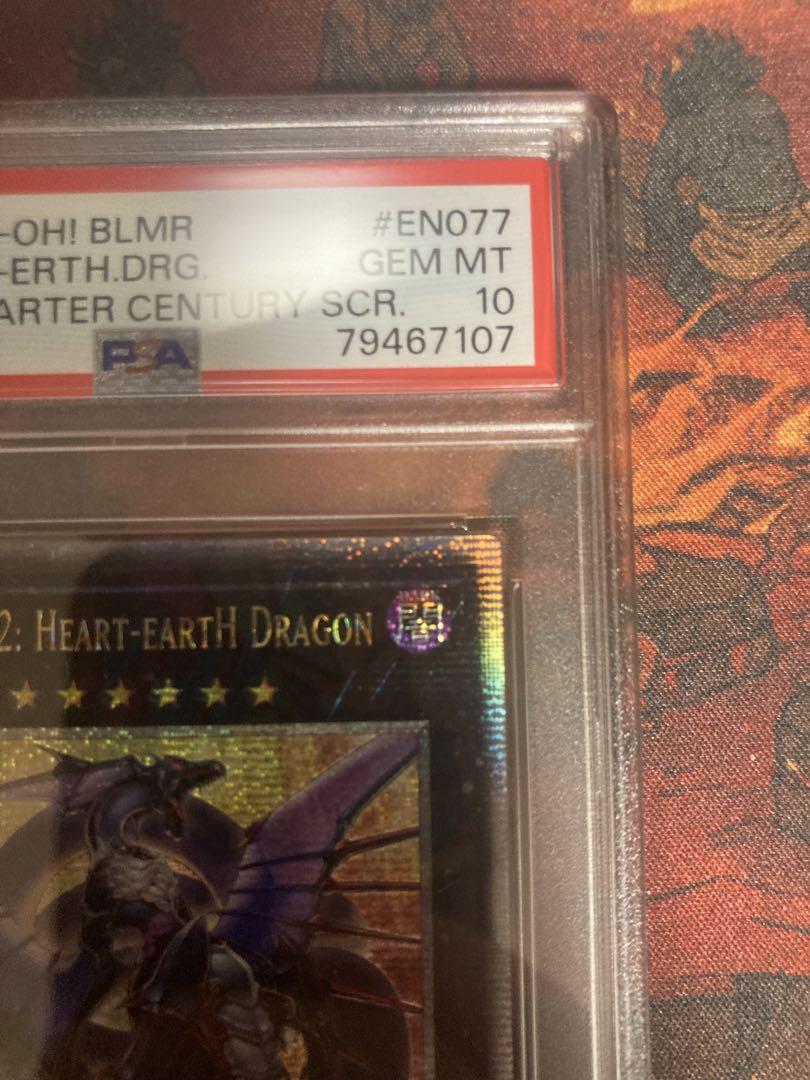 -OH! BLMR #EN077
-ERTH.DRG. GEM MT
ARTER CENTURY SCR. 10
PSA 79467107
2: HEART-EARTH DRAGON 闇